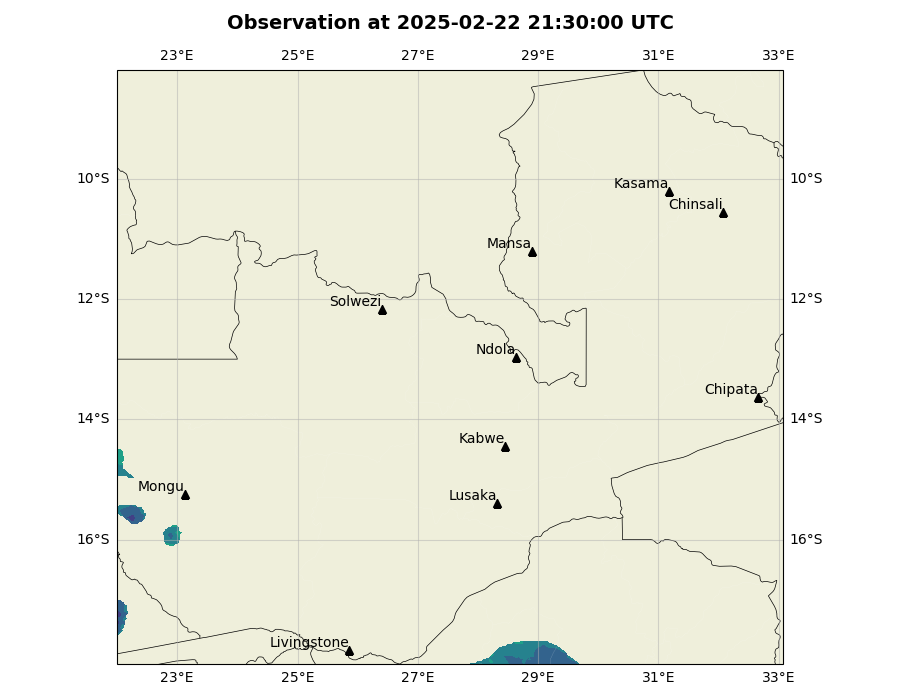 Observation at 2025-02-22 21:30:00 UTC
23°E 25°E 27°E 29°E 31°E 33°E
10°S 10°S
Kasama
Chinsali
Mansa
12°S 12°S
Solwezi
Ndola
Chipata
14°S 14°S
Kabwe
Mongu
Lusaka
16°S 16°S
Livingstone
23°E 25°E 27°E 29°E 31°E 33°E